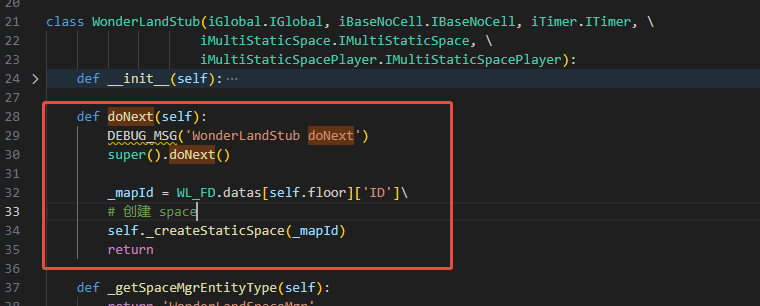 20
21 class WonderLandStub(iGlobal.IGlobal, iBaseNoCell.IBaseNoCell, iTimer.ITimer, \
22 iMultiStaticSpace.IMultiStaticSpace, \
23 iMultiStaticSpacePlayer.IMultiStaticSpacePlayer):
24 > def __init__(self): ⋯
27
28 def doNext(self):
29 DEBUG_MSG('WonderLandStub doNext')
30 super().doNext()
31
32 _mapId = WL_FD.datas[self.floor]['ID']\
33 # 创建 space
34 self._createStaticSpace(_mapId)
35 return
36
37 def _getSpaceMgrEntityType(self):
38 return 'WonderLandSpaceMgr'